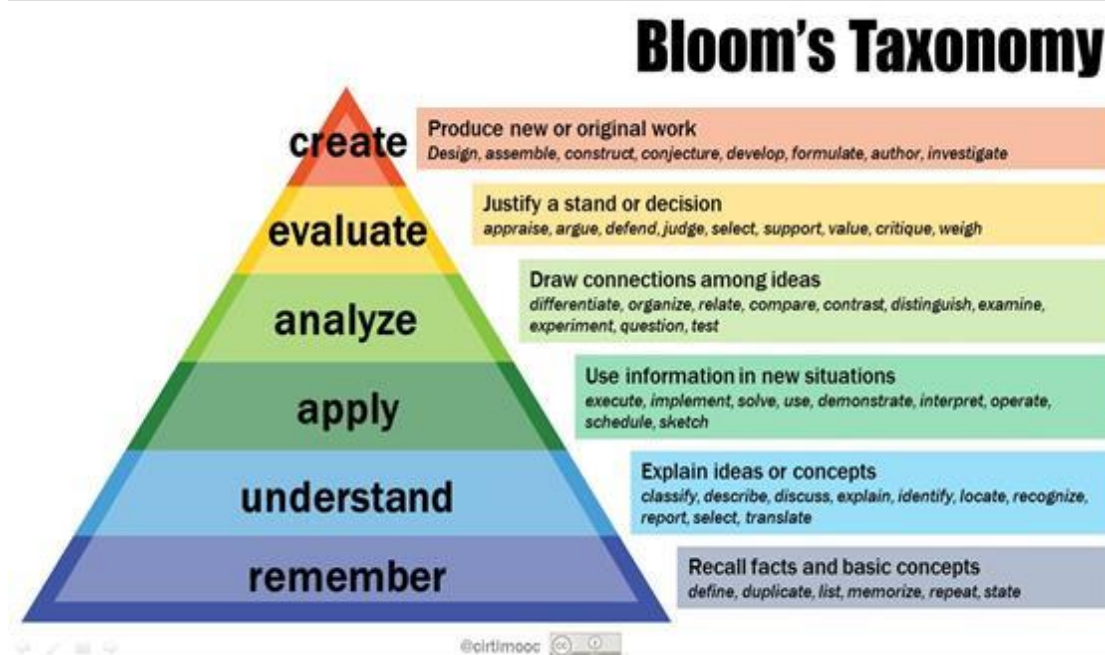 Bloom's Taxonomy
create
Produce new or original work
Design, assemble, construct, conjecture, develop, formulate, author, investigate
evaluate
Justify a stand or decision
appraise, argue, defend, judge, select, support, value, critique, weigh
analyze
Draw connections among ideas
differentiate, organize, relate, compare, contrast, distinguish, examine,
experiment, question, test
apply
Use information in new situations
execute, implement, solve, use, demonstrate, interpret, operate,
schedule, sketch
understand
Explain ideas or concepts
classify, describe, discuss, explain, identify, locate, recognize,
report, select, translate
remember
Recall facts and basic concepts
define, duplicate, list, memorize, repeat, state
@cirtlmooc
cc